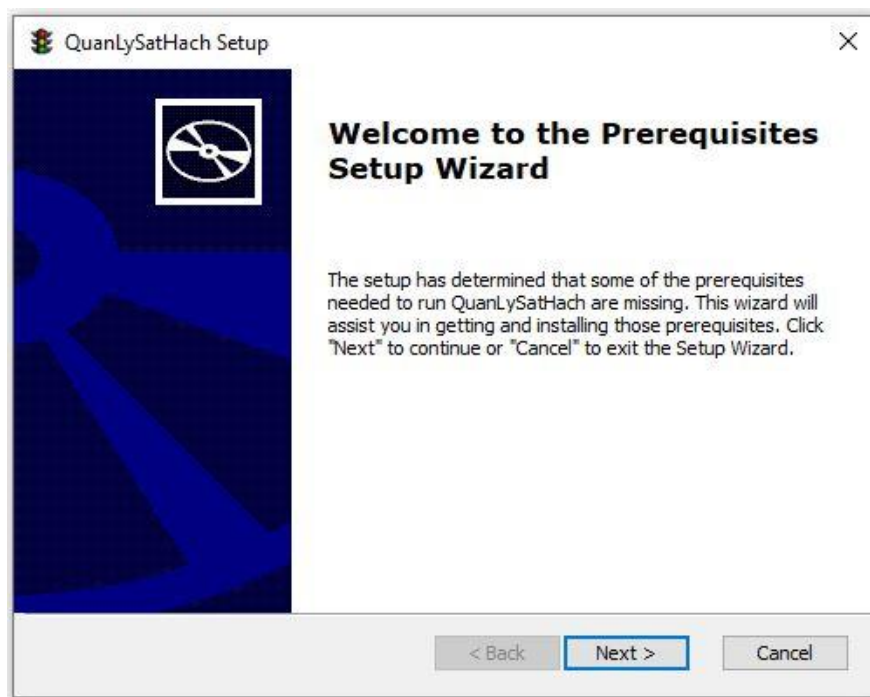 QuanLySatHach Setup
Welcome to the Prerequisites
Setup Wizard
The setup has determined that some of the prerequisites
needed to run QuanLySatHach are missing. This wizard will
assist you in getting and installing those prerequisites. Click
"Next" to continue or "Cancel" to exit the Setup Wizard.
< Back
Next >
Cancel